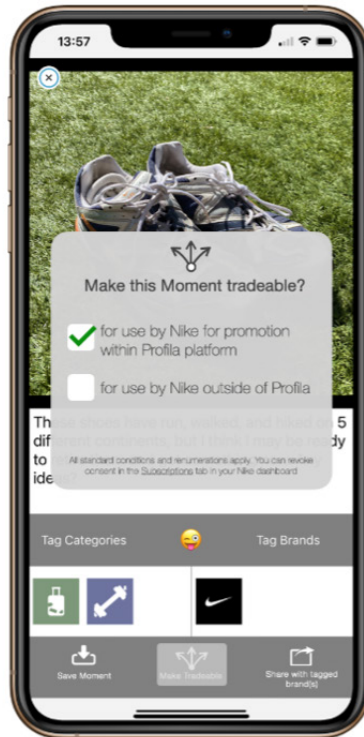 13:57
Make this Moment tradeable?
for use by Nike for promotion
within Profila platform
for use by Nike outside of Profila
These shoes have run, walked, and hiked on 5
different continents, but I think I may be ready
to
All standard conditions and renumerations apply. You can revoke
consent in the Subscriptions tab in your Nike dashboard
Tag Categories
Tag Brands
Save Moment
Make Tradeable
Share with tagged
brand(s)